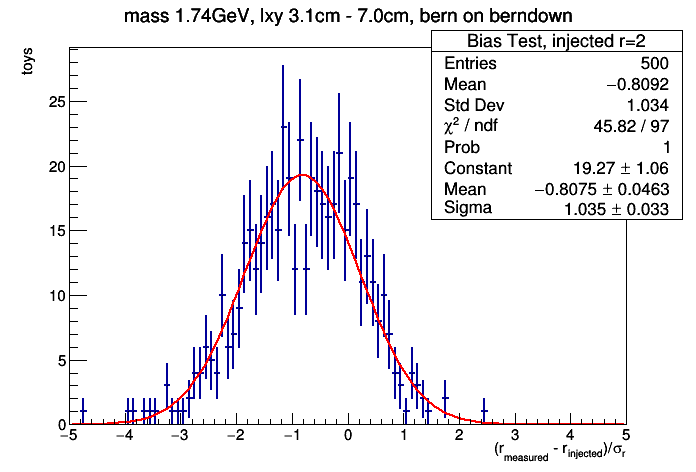 mass 1.74GeV, lxy 3.1cm - 7.0cm, bern on berndown
toys
Bias Test, injected r=2
Entries 500
Mean −0.8092
Std Dev 1.034
χ² / ndf 45.82 / 97
Prob 1
Constant 19.27 ± 1.06
Mean −0.8075 ± 0.0463
Sigma 1.035 ± 0.033
25
20
15
10
5
0
−5 −4 −3 −2 −1 0 1 2 3 4 5
(r_measured - r_injected)/σ_r